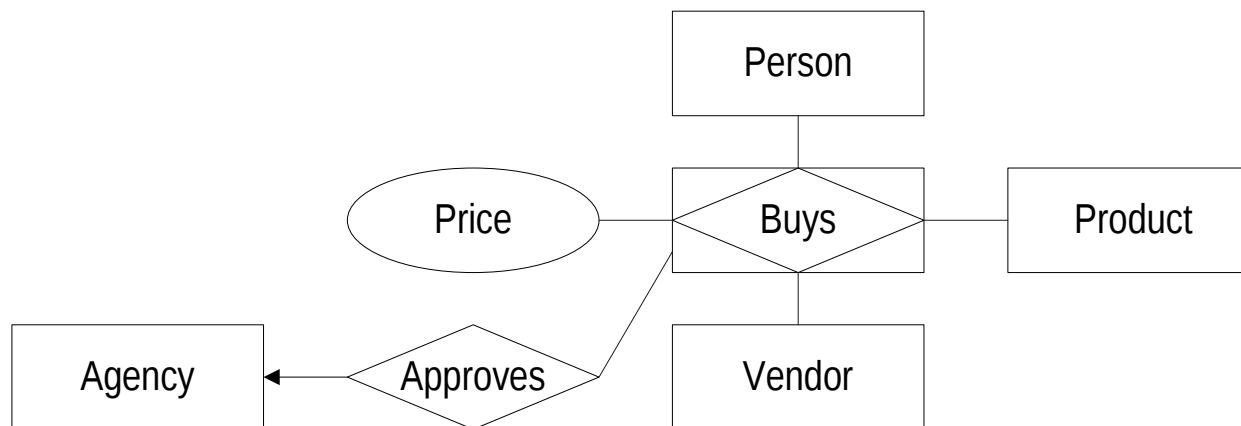 Person
Price
Buys
Product
Agency
Approves
Vendor